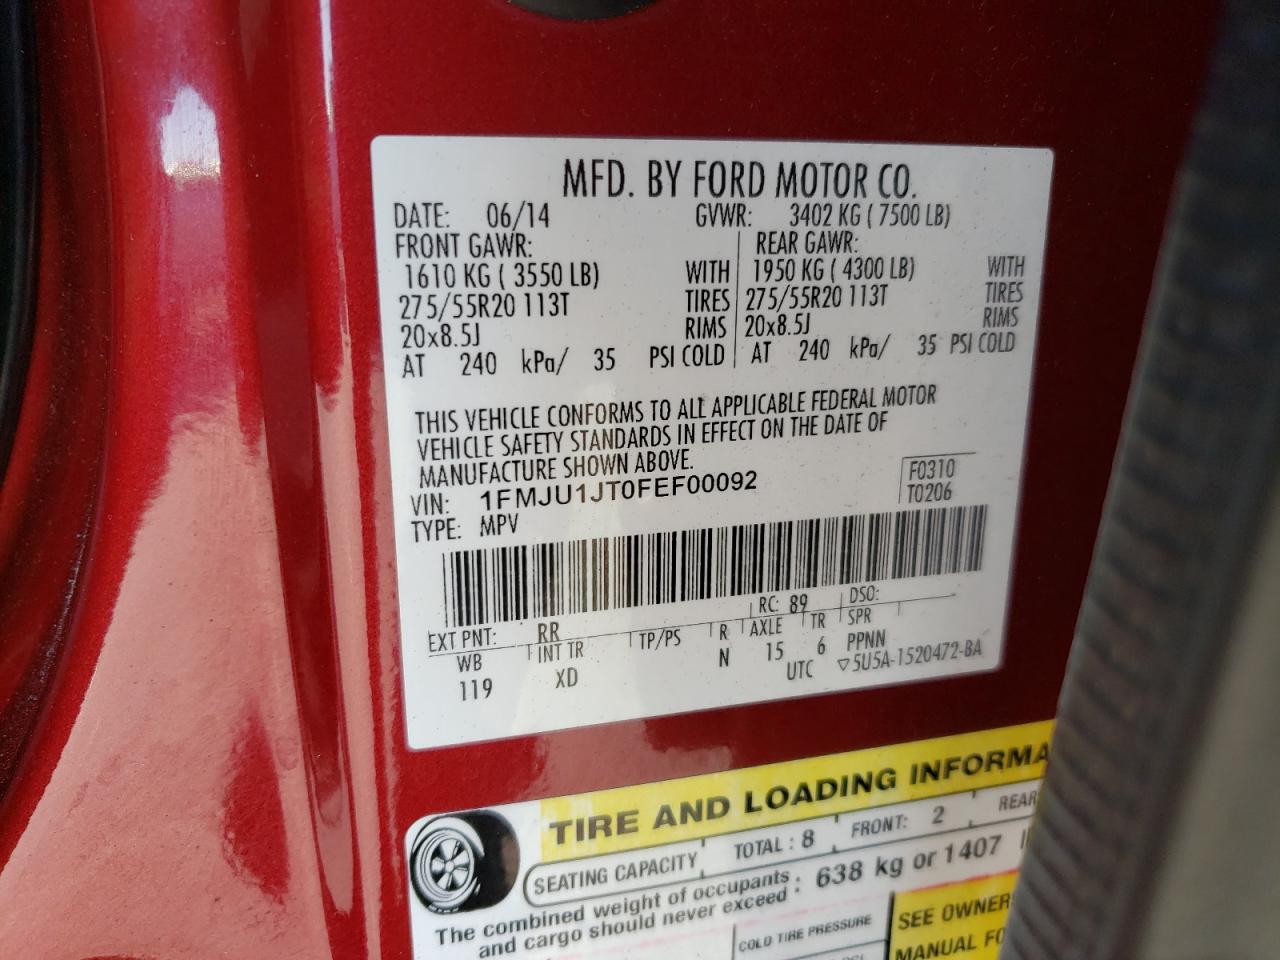 MFD. BY FORD MOTOR CO.
DATE: 06/14 GVWR: 3402 KG ( 7500 LB)
FRONT GAWR: REAR GAWR:
1610 KG ( 3550 LB) WITH 1950 KG ( 4300 LB) WITH
275/55R20 113T TIRES 275/55R20 113T TIRES
20x8.5J RIMS 20x8.5J RIMS
AT 240 kPa/ 35 PSI COLD AT 240 kPa/ 35 PSI COLD
THIS VEHICLE CONFORMS TO ALL APPLICABLE FEDERAL MOTOR
VEHICLE SAFETY STANDARDS IN EFFECT ON THE DATE OF
MANUFACTURE SHOWN ABOVE.
F0310
VIN: 1FMJU1JT0FEF00092
T0206
TYPE: MPV
EXT PNT: RR RC: 89 DSO:
WB INT TR TP/PS R AXLE TR SPR
119 XD N 15 6 PPNN
UTC ▽5U5A-1520472-BA
TIRE AND LOADING INFORMA
SEATING CAPACITY TOTAL : 8 FRONT: 2 REAR
The combined weight of occupants : 638 kg or 1407
and cargo should never exceed
COLD TIRE PRESSURE
SEE OWNER
MANUAL FO